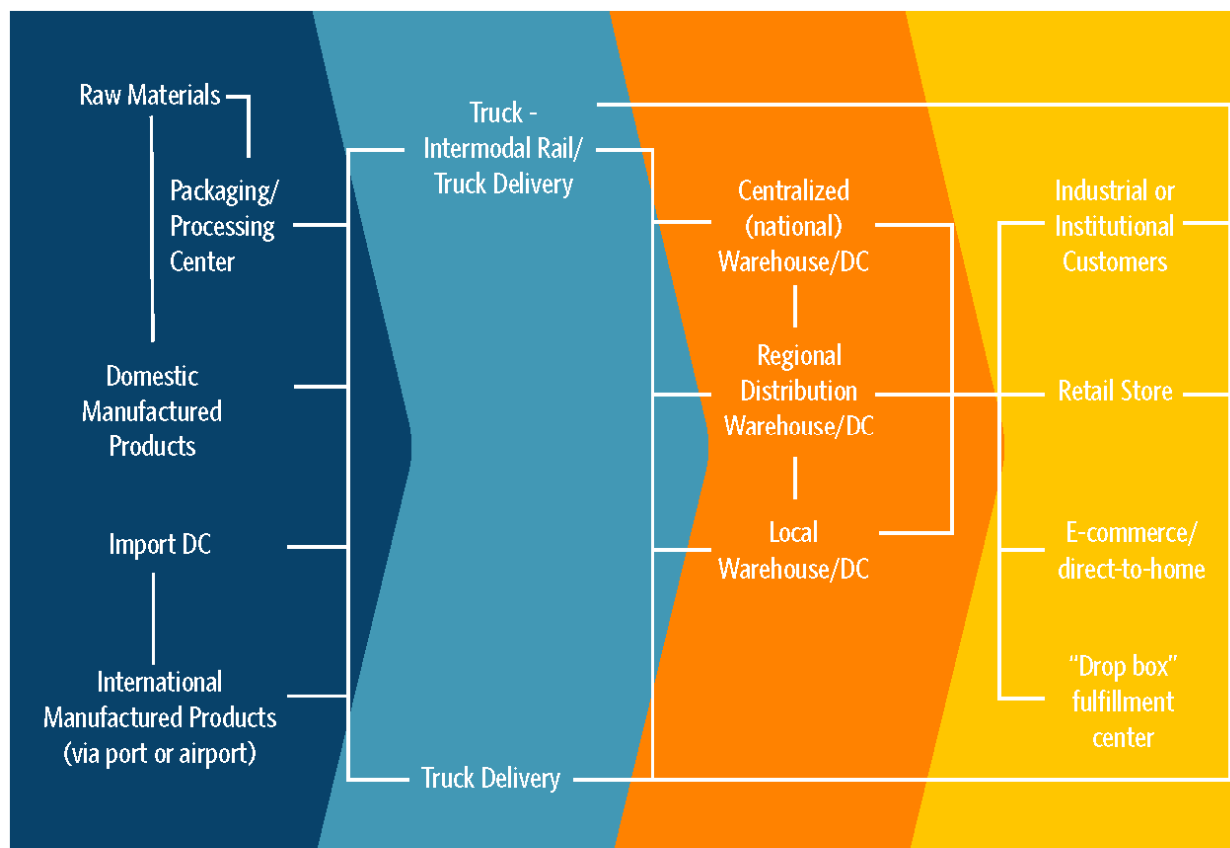 Raw Materials
Packaging/
Processing
Center
Domestic
Manufactured
Products
Import DC
International
Manufactured Products
(via port or airport)
Truck -
Intermodal Rail/
Truck Delivery
Truck Delivery
Centralized
(national)
Warehouse/DC
Regional
Distribution
Warehouse/DC
Local
Warehouse/DC
Industrial or
Institutional
Customers
Retail Store
E-commerce/
direct-to-home
“Drop box”
fulfillment
center